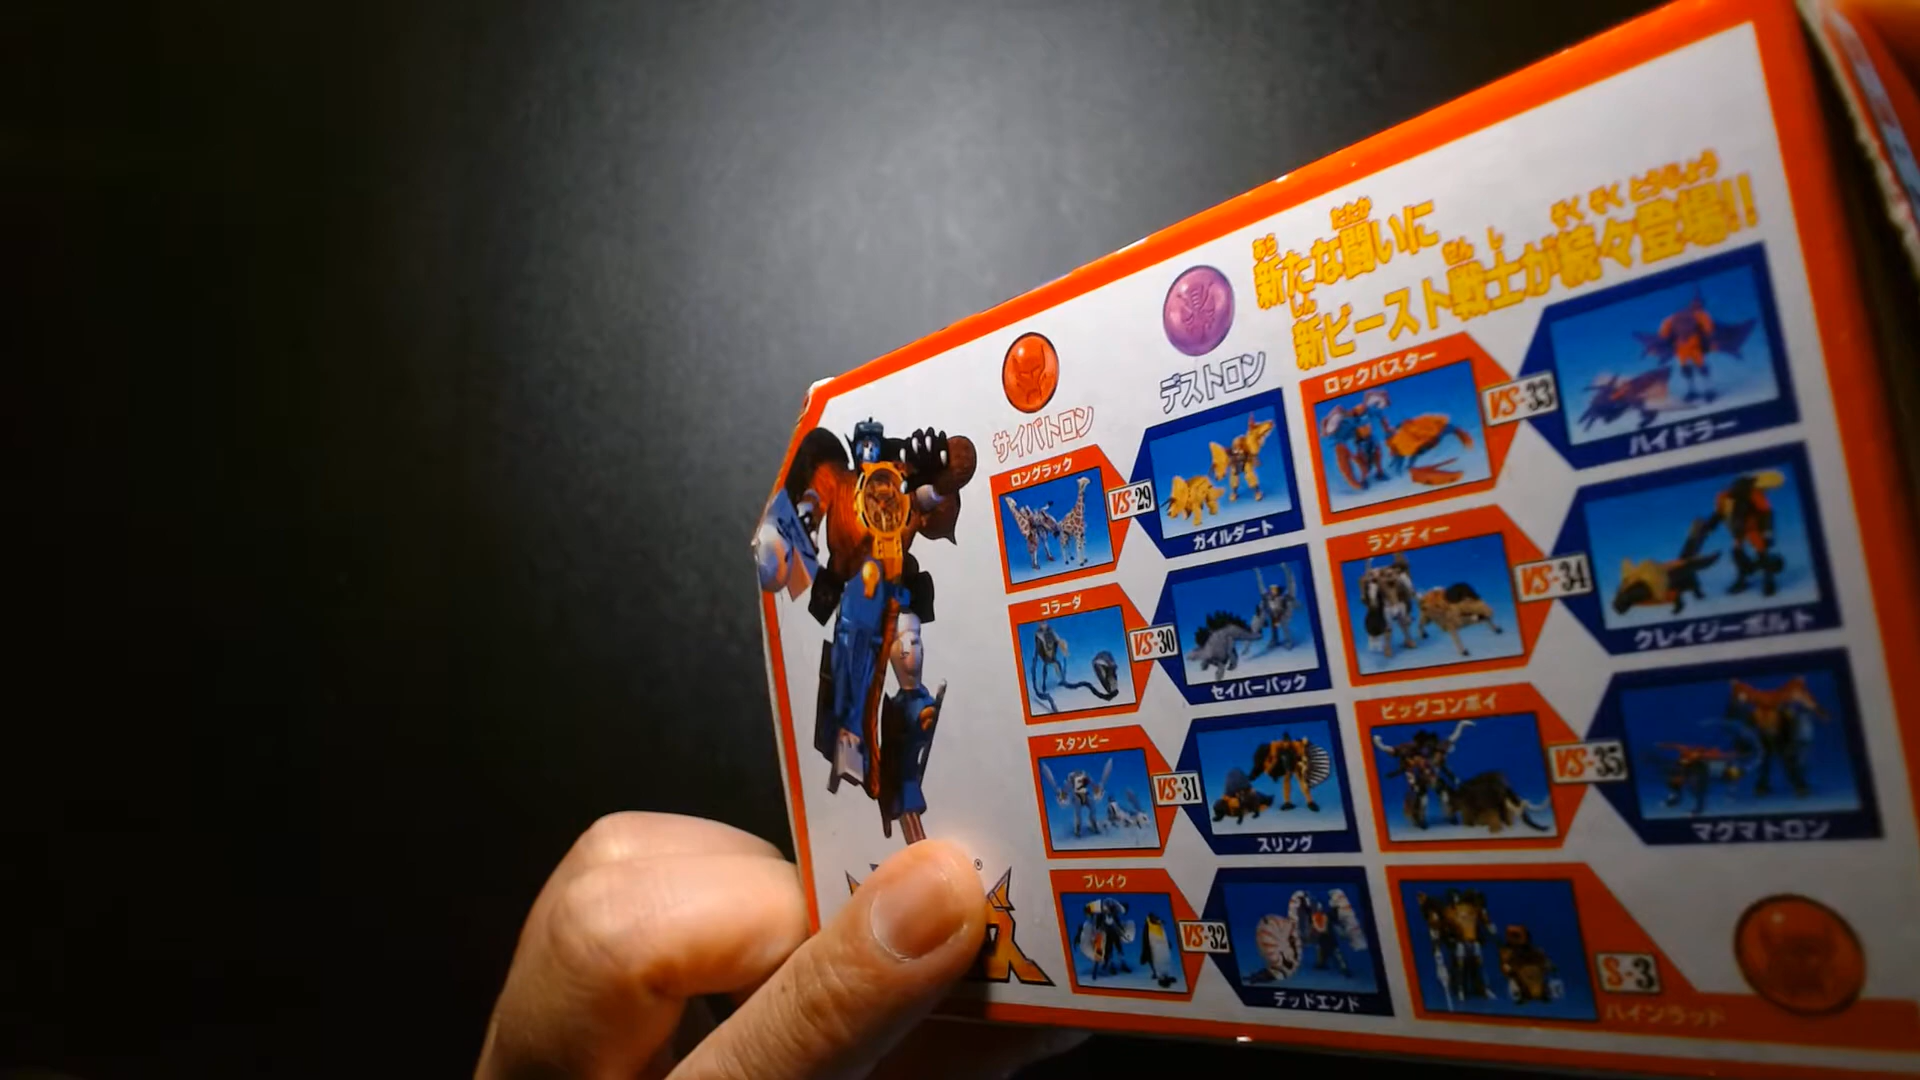 新たな闘いに
新ビースト戦士が続々登場!!
サイバトロン
デストロン
ロングラック
VS-29
ガイルダート
コラーダ
VS-30
セイバーバック
スタンピー
VS-31
スリング
ブレイク
VS-32
デッドエンド
ロックバスター
VS-33
ハイドラー
ランディー
VS-34
クレイジーボルト
ビッグコンボイ
VS-35
マグマトロン
S-3
ハインラッド